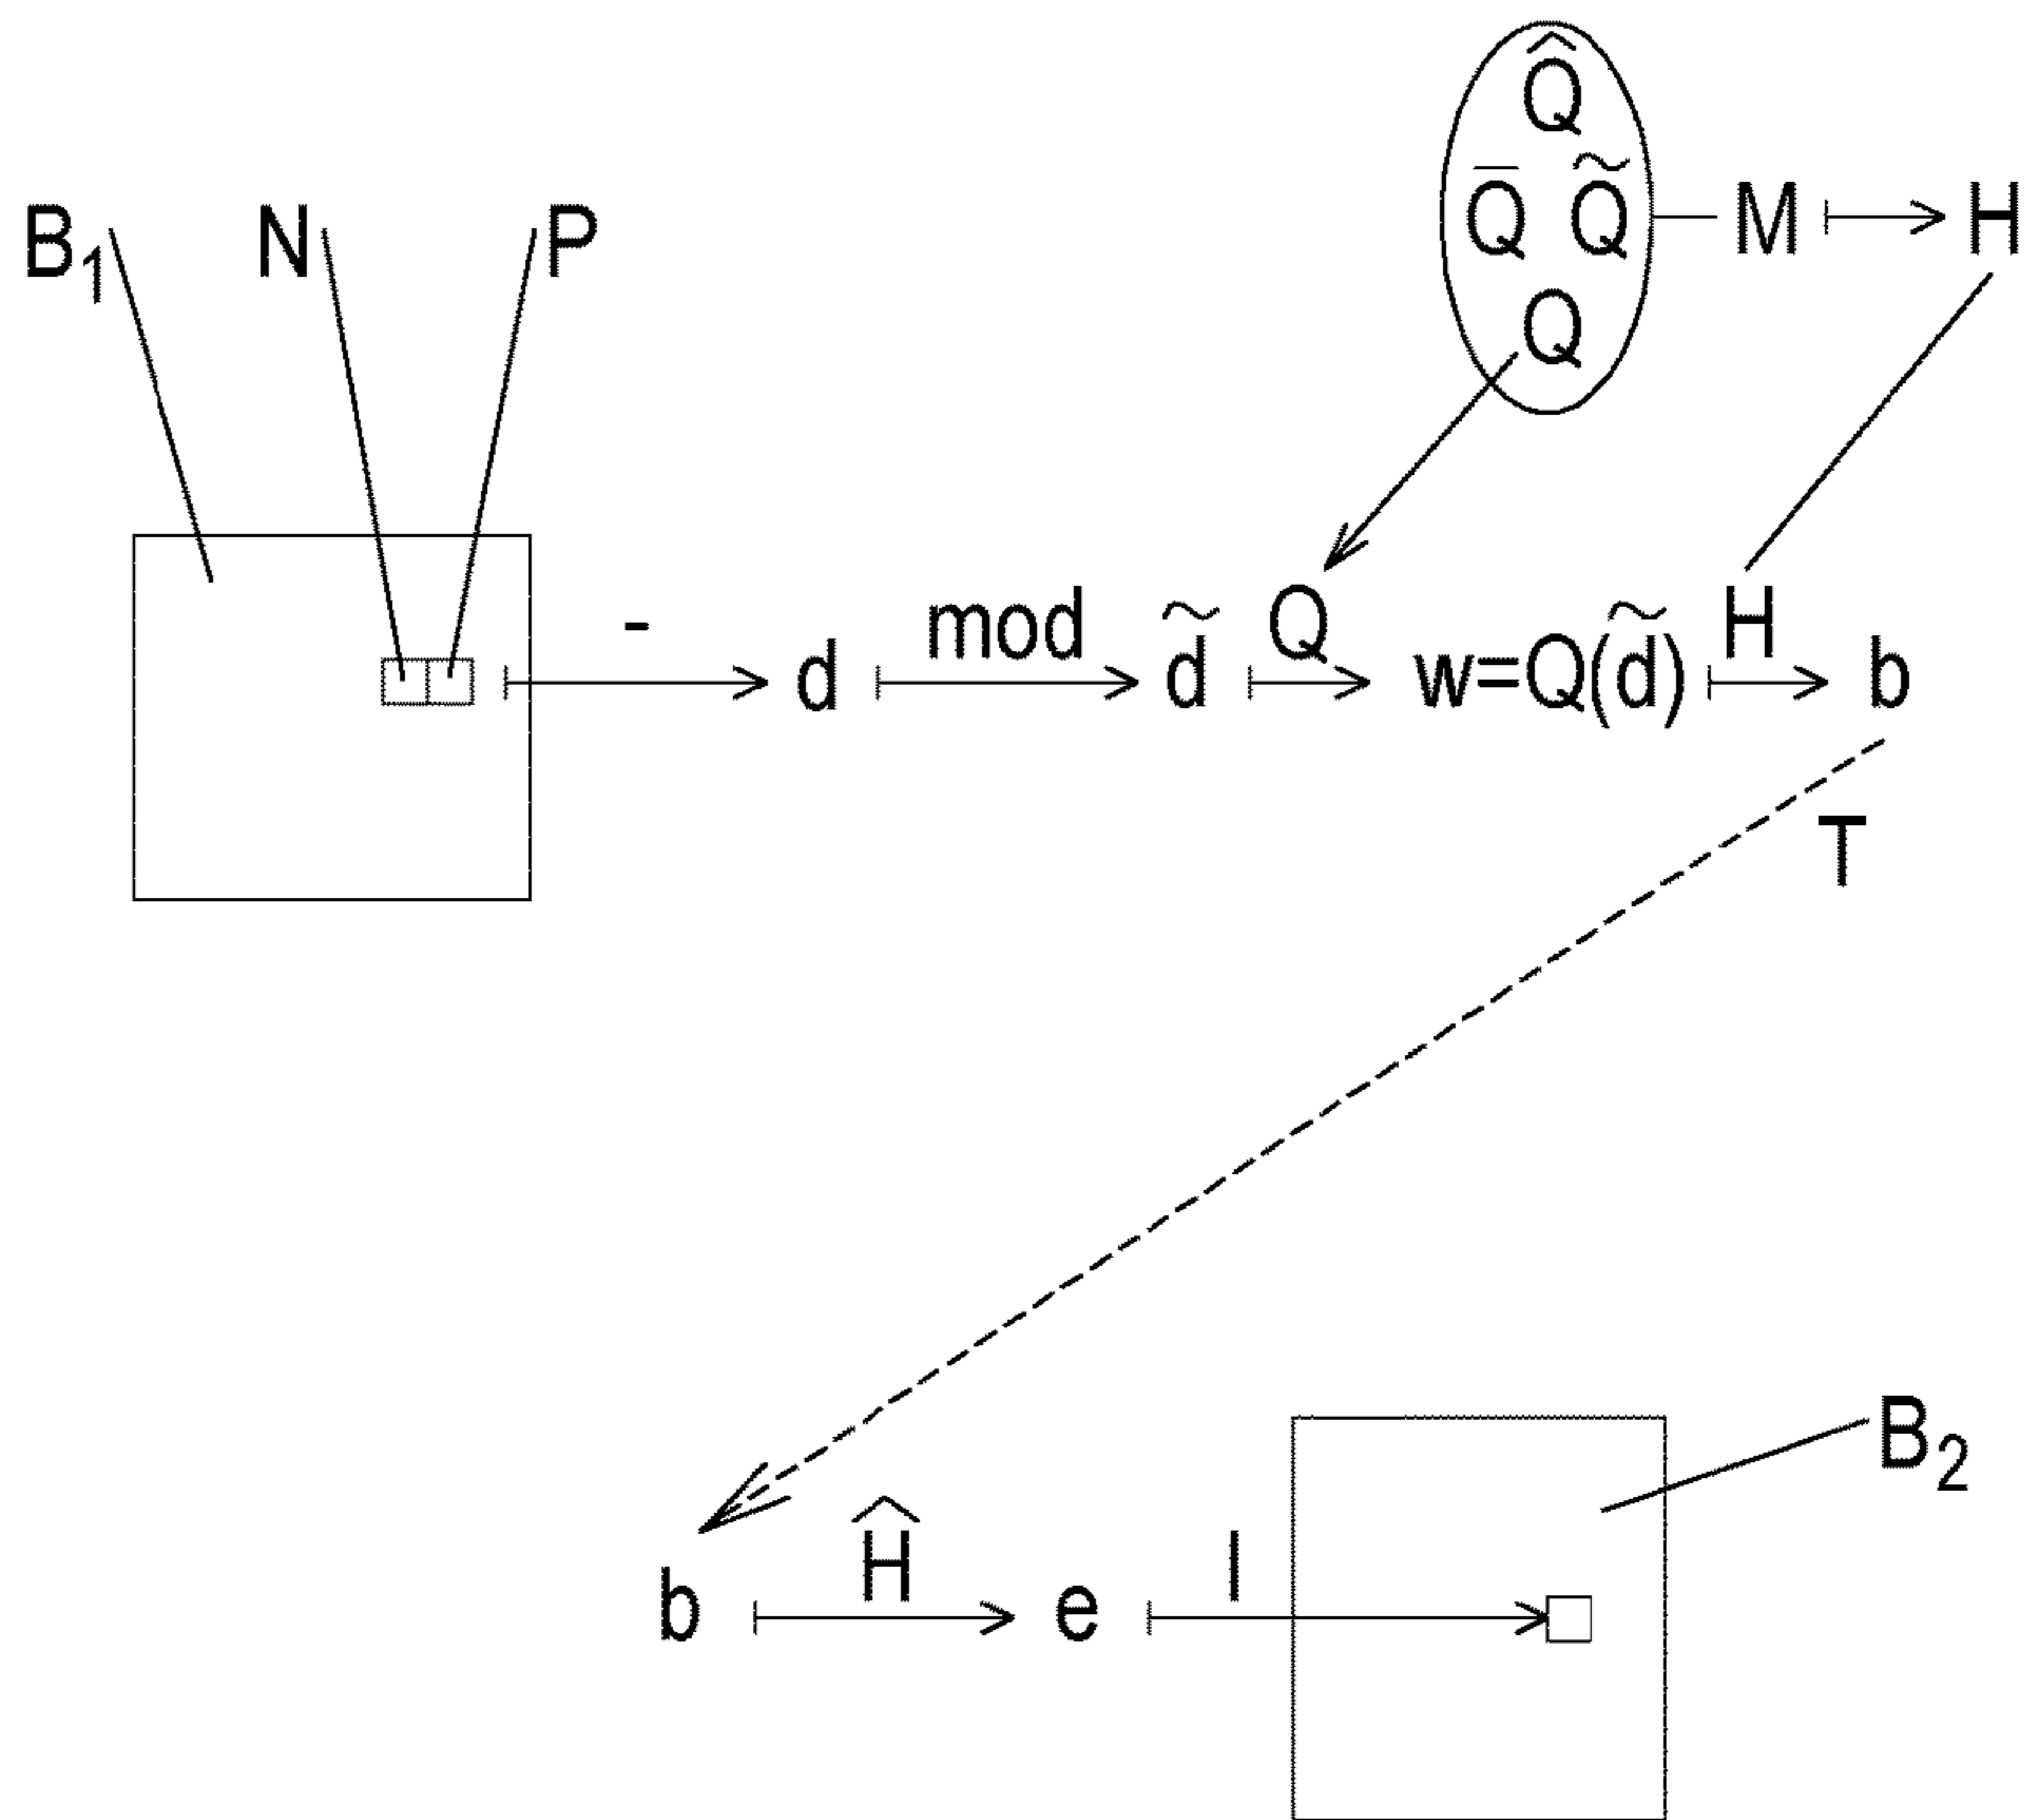 Q̂
B₁ N P Q̄ Q̃ M H
Q
- d mod d̃ Q w=Q(d̃) H b
T
B₂
b Ĥ e I